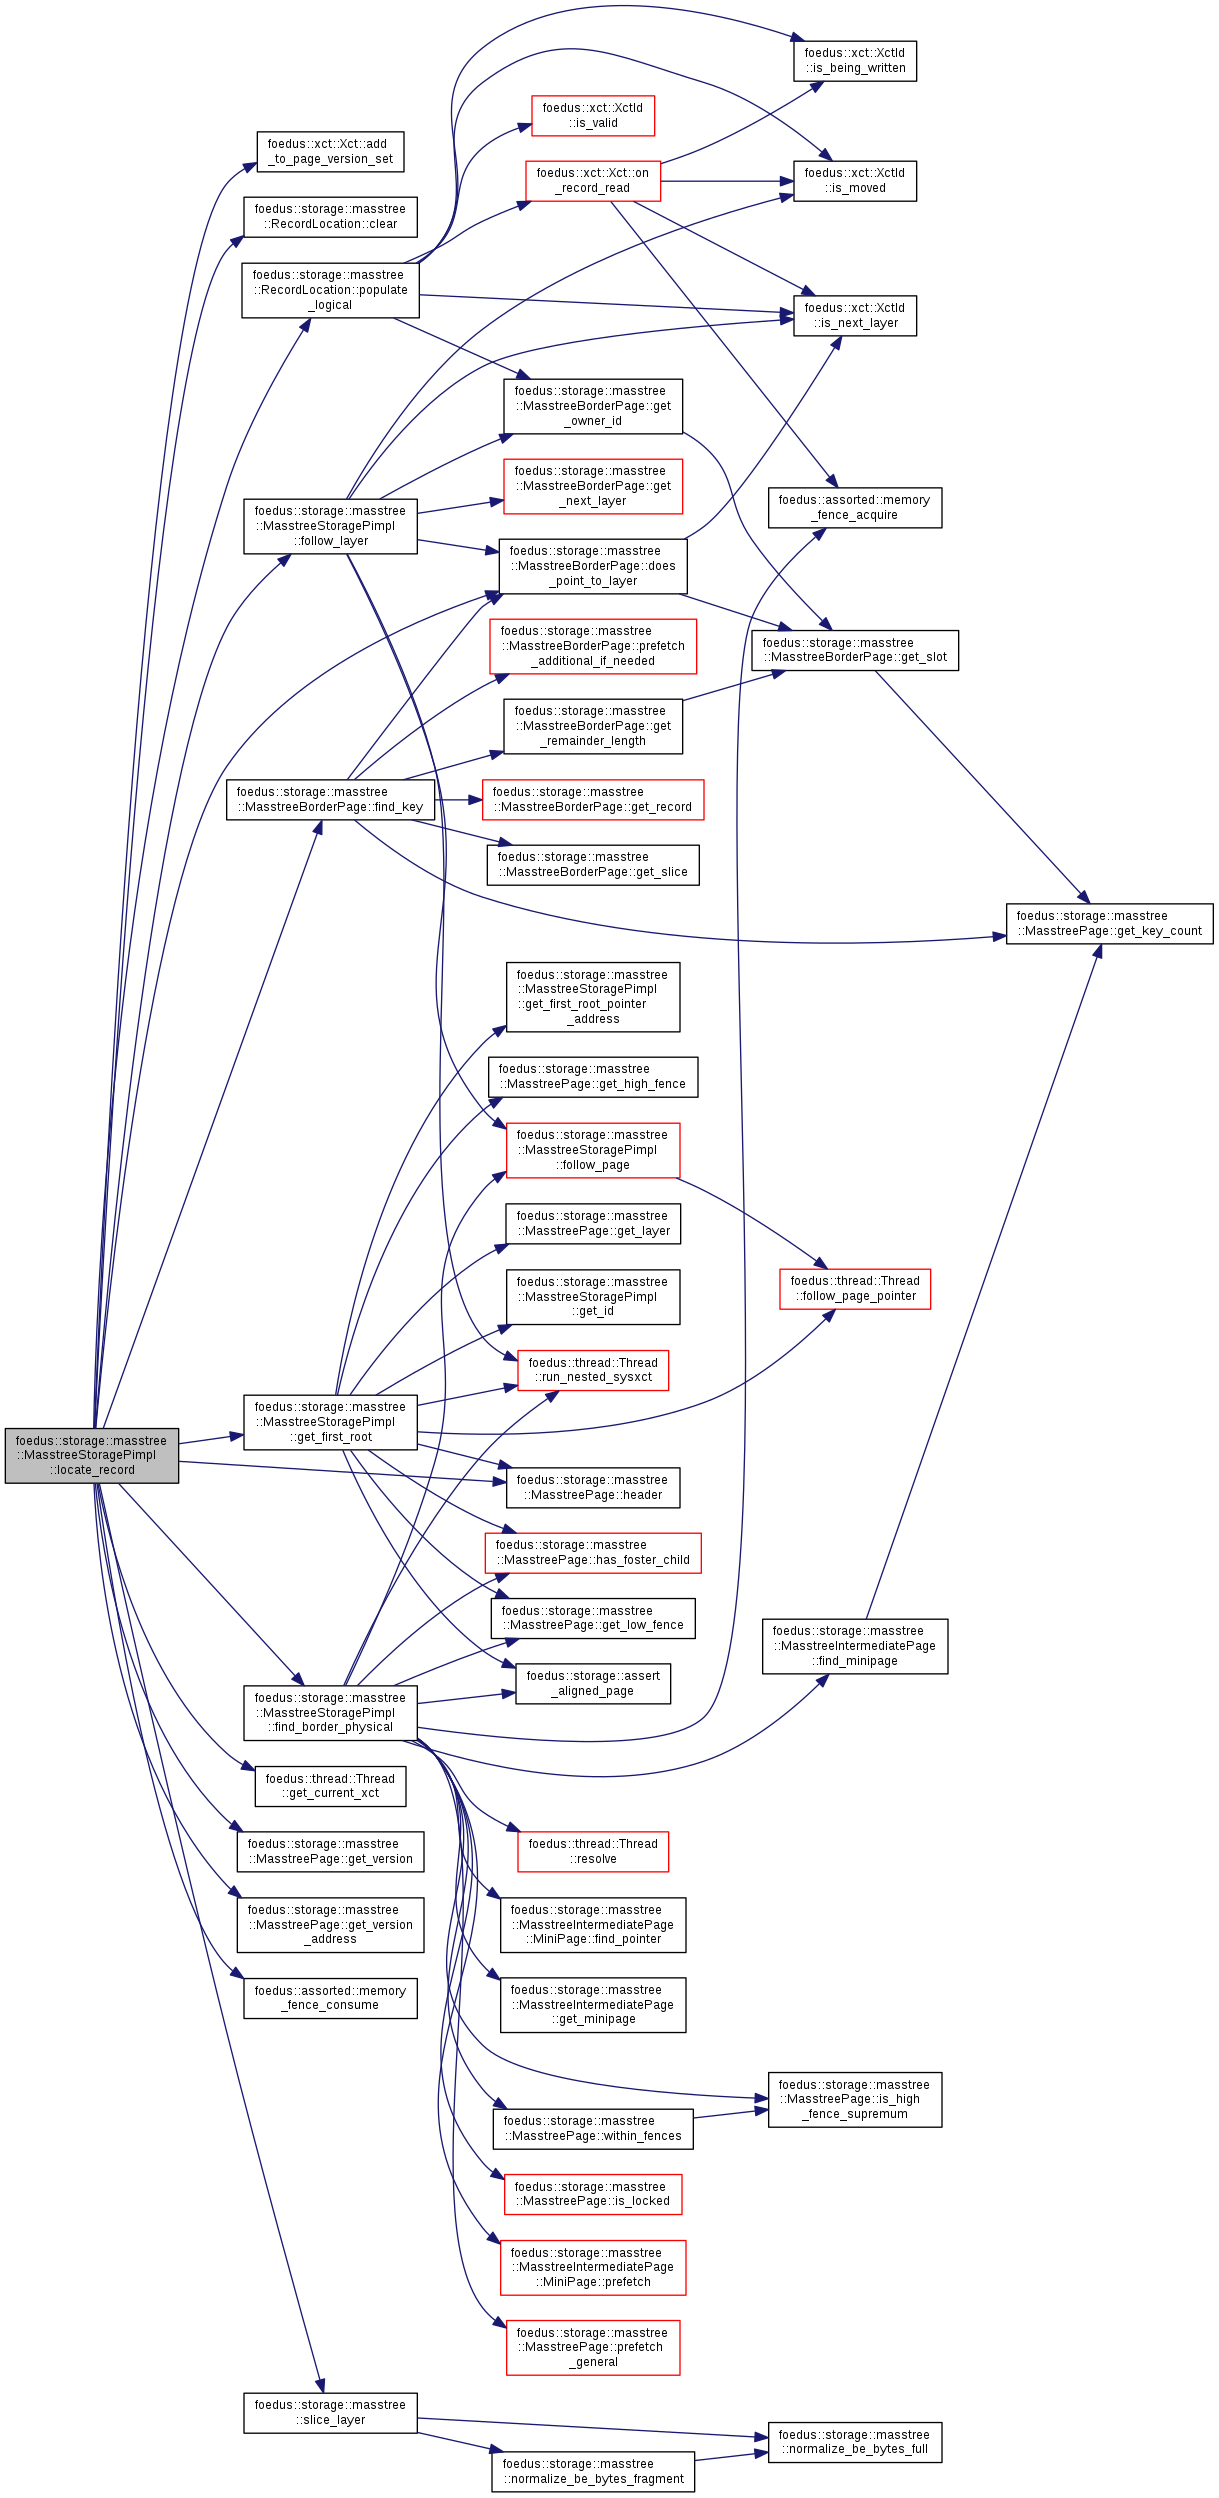 foedus::xct::XctId
::is_being_written
foedus::xct::XctId
::is_valid
foedus::xct::Xct::add
_to_page_version_set
foedus::xct::Xct::on
_record_read
foedus::xct::XctId
::is_moved
foedus::storage::masstree
::RecordLocation::clear
foedus::storage::masstree
::RecordLocation::populate
_logical
foedus::xct::XctId
::is_next_layer
foedus::storage::masstree
::MasstreeBorderPage::get
_owner_id
foedus::storage::masstree
::MasstreeBorderPage::get
_next_layer
foedus::assorted::memory
_fence_acquire
foedus::storage::masstree
::MasstreeStoragePimpl
::follow_layer
foedus::storage::masstree
::MasstreeBorderPage::does
_point_to_layer
foedus::storage::masstree
::MasstreeBorderPage::prefetch
_additional_if_needed
foedus::storage::masstree
::MasstreeBorderPage::get_slot
foedus::storage::masstree
::MasstreeBorderPage::get
_remainder_length
foedus::storage::masstree
::MasstreeBorderPage::find_key
foedus::storage::masstree
::MasstreeBorderPage::get_record
foedus::storage::masstree
::MasstreeBorderPage::get_slice
foedus::storage::masstree
::MasstreePage::get_key_count
foedus::storage::masstree
::MasstreeStoragePimpl
::get_first_root_pointer
_address
foedus::storage::masstree
::MasstreePage::get_high_fence
foedus::storage::masstree
::MasstreeStoragePimpl
::follow_page
foedus::storage::masstree
::MasstreePage::get_layer
foedus::storage::masstree
::MasstreeStoragePimpl
::get_id
foedus::thread::Thread
::follow_page_pointer
foedus::thread::Thread
::run_nested_sysxct
foedus::storage::masstree
::MasstreeStoragePimpl
::get_first_root
foedus::storage::masstree
::MasstreeStoragePimpl
::locate_record
foedus::storage::masstree
::MasstreePage::header
foedus::storage::masstree
::MasstreePage::has_foster_child
foedus::storage::masstree
::MasstreePage::get_low_fence
foedus::storage::masstree
::MasstreeIntermediatePage
::find_minipage
foedus::storage::assert
_aligned_page
foedus::storage::masstree
::MasstreeStoragePimpl
::find_border_physical
foedus::thread::Thread
::get_current_xct
foedus::storage::masstree
::MasstreePage::get_version
foedus::thread::Thread
::resolve
foedus::storage::masstree
::MasstreePage::get_version
_address
foedus::storage::masstree
::MasstreeIntermediatePage
::MiniPage::find_pointer
foedus::assorted::memory
_fence_consume
foedus::storage::masstree
::MasstreeIntermediatePage
::get_minipage
foedus::storage::masstree
::MasstreePage::is_high
_fence_supremum
foedus::storage::masstree
::MasstreePage::within_fences
foedus::storage::masstree
::MasstreePage::is_locked
foedus::storage::masstree
::MasstreeIntermediatePage
::MiniPage::prefetch
foedus::storage::masstree
::MasstreePage::prefetch
_general
foedus::storage::masstree
::slice_layer
foedus::storage::masstree
::normalize_be_bytes_full
foedus::storage::masstree
::normalize_be_bytes_fragment